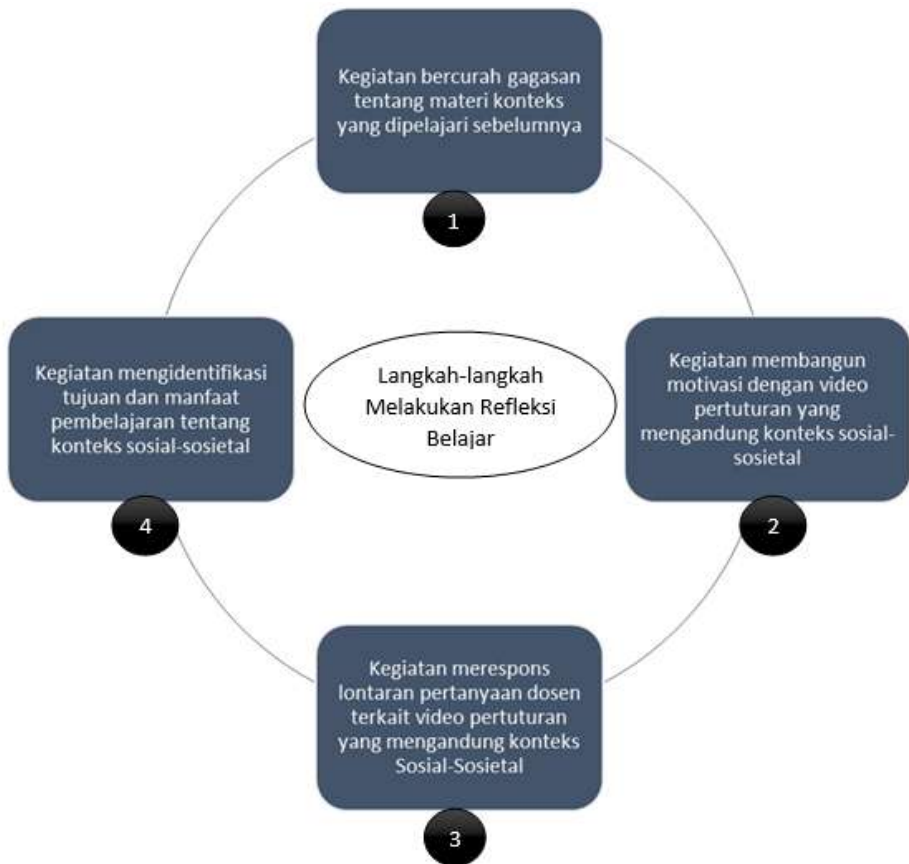 Kegiatan bercurah gagasan
tentang materi konteks
yang dipelajari sebelumnya
1
Kegiatan mengidentifikasi
tujuan dan manfaat
pembelajaran tentang
konteks sosial-sosietal
4
Langkah-langkah
Melakukan Refleksi
Belajar
Kegiatan membangun
motivasi dengan video
pertuturan yang
mengandung konteks sosial-
sosietal
2
Kegiatan merespons
lontaran pertanyaan dosen
terkait video pertuturan
yang mengandung konteks
Sosial-Sosietal
3